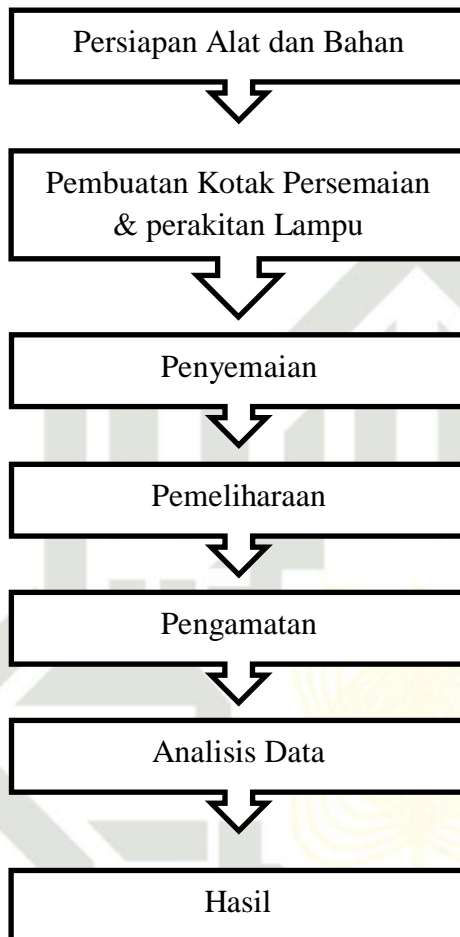 Persiapan Alat dan Bahan
Pembuatan Kotak Persemaian
& perakitan Lampu
Penyemaian
Pemeliharaan
Pengamatan
Analisis Data
Hasil